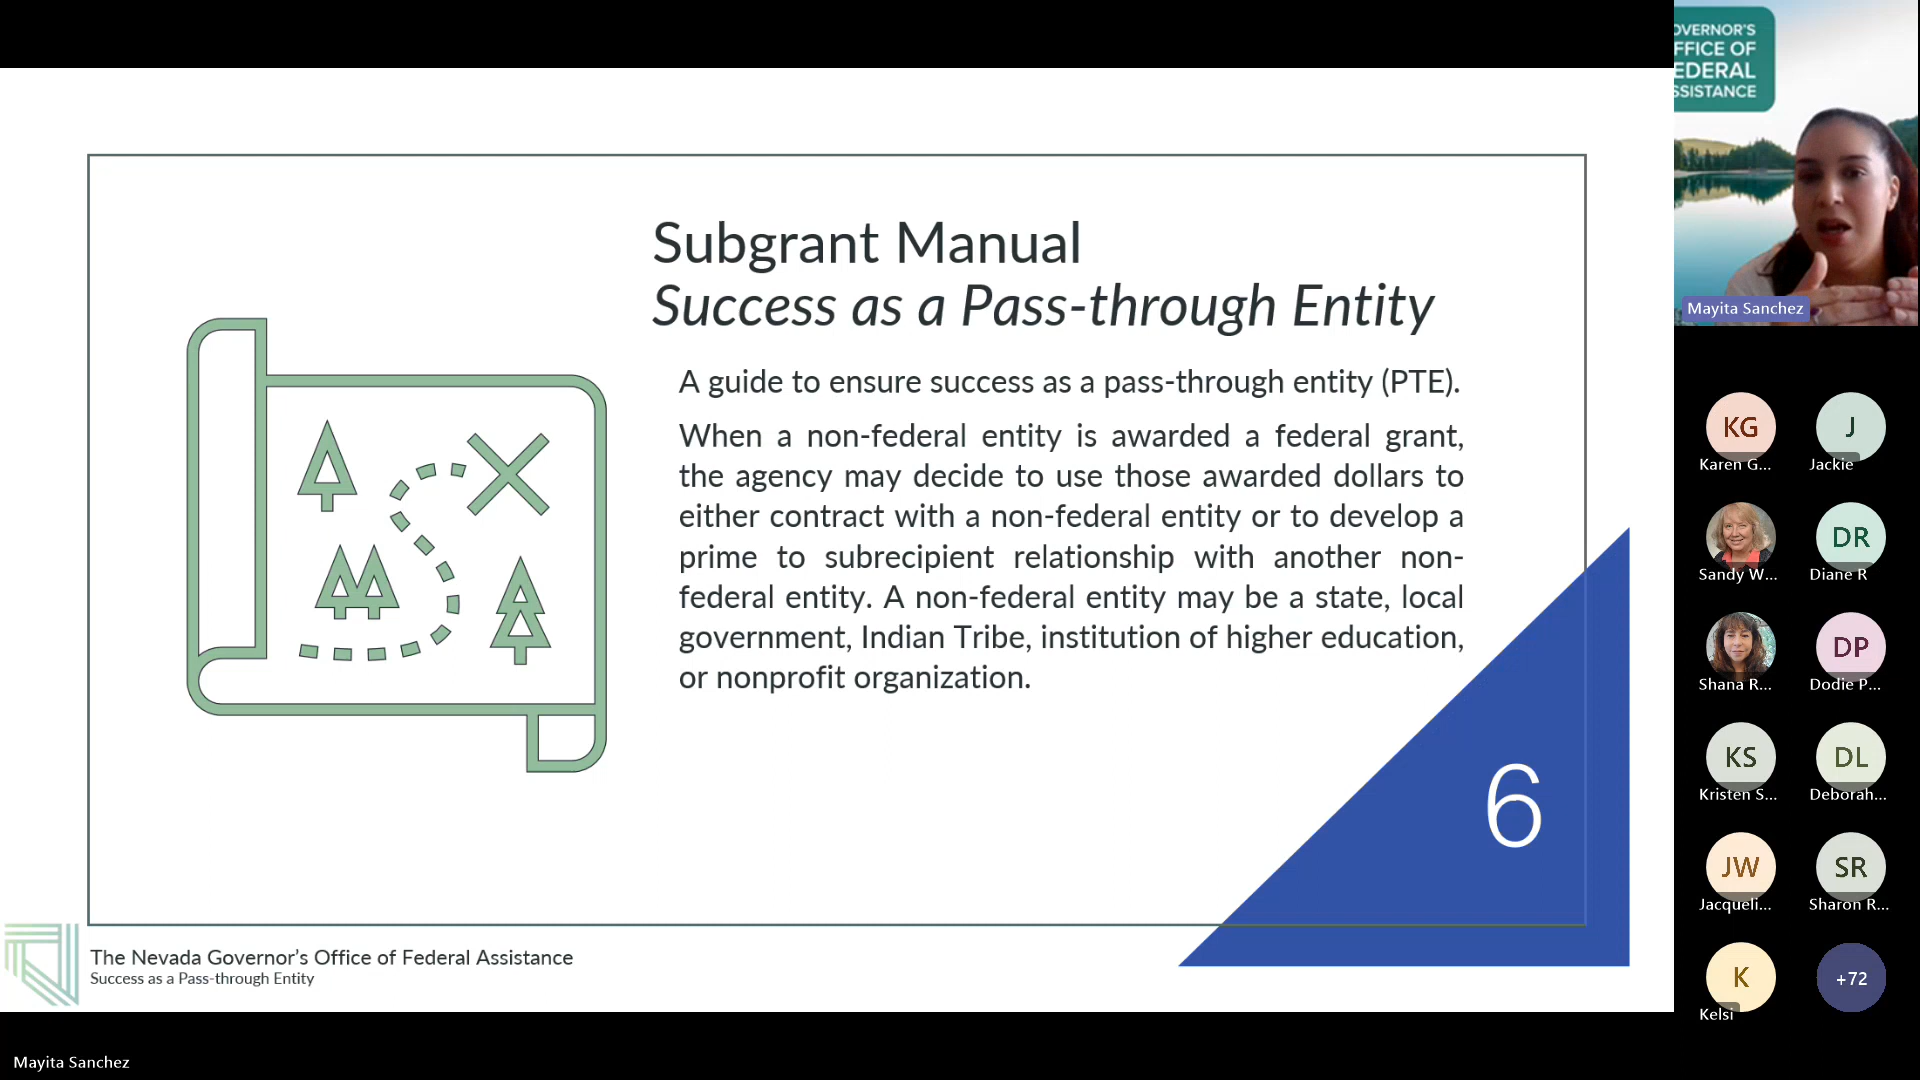 Subgrant Manual
Success as a Pass-through Entity
A guide to ensure success as a pass-through entity (PTE).
When a non-federal entity is awarded a federal grant,
the agency may decide to use those awarded dollars to
either contract with a non-federal entity or to develop a
prime to subrecipient relationship with another non-
federal entity. A non-federal entity may be a state, local
government, Indian Tribe, institution of higher education,
or nonprofit organization.
6
The Nevada Governor's Office of Federal Assistance
Success as a Pass-through Entity
Mayita Sanchez
OVERNOR'S
FFICE OF
EDERAL
SSISTANCE
Mayita Sanchez
KG
Karen G...
J
Jackie
Sandy W...
DR
Diane R
Shana R...
DP
Dodie P...
KS
Kristen S...
DL
Deborah...
JW
Jacqueli...
SR
Sharon R...
K
Kelsi
+72